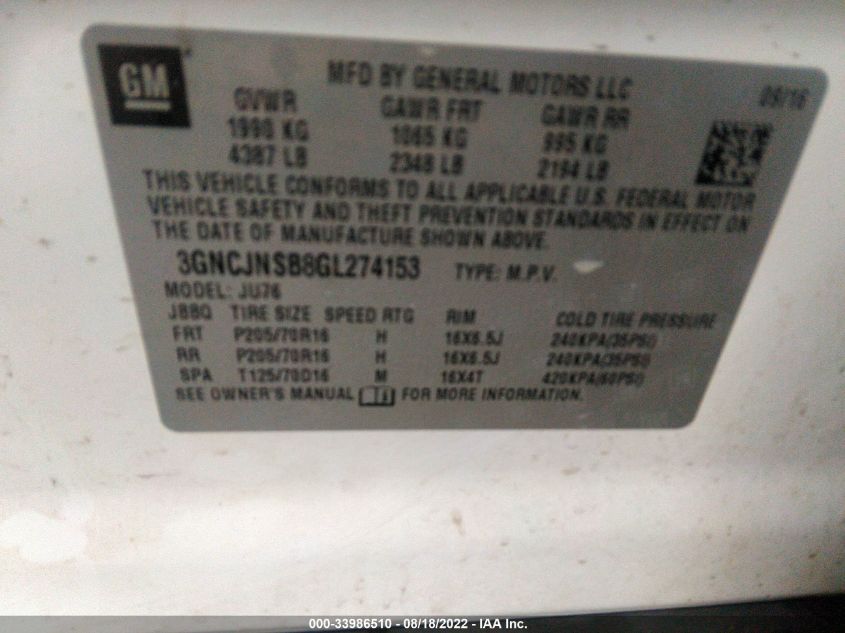 GM
MFD BY GENERAL MOTORS LLC
09/16
GVWR GAWR FRT GAWR RR
1990 KG 1065 KG 995 KG
4387 LB 2348 LB 2194 LB
THIS VEHICLE CONFORMS TO ALL APPLICABLE U.S. FEDERAL MOTOR
VEHICLE SAFETY AND THEFT PREVENTION STANDARDS IN EFFECT ON
THE DATE OF MANUFACTURE SHOWN ABOVE.
3GNCJNSB8GL274153 TYPE: M.P.V.
MODEL: JU76
JBBQ TIRE SIZE SPEED RTG RIM COLD TIRE PRESSURE
FRT P205/70R16 H 16X6.5J 240KPA(35PSI)
RR P205/70R16 H 16X6.5J 240KPA(35PSI)
SPA T125/70D16 M 16X4T 420KPA(60PSI)
SEE OWNER'S MANUAL FOR MORE INFORMATION.
000-33986510 - 08/18/2022 - IAA Inc.